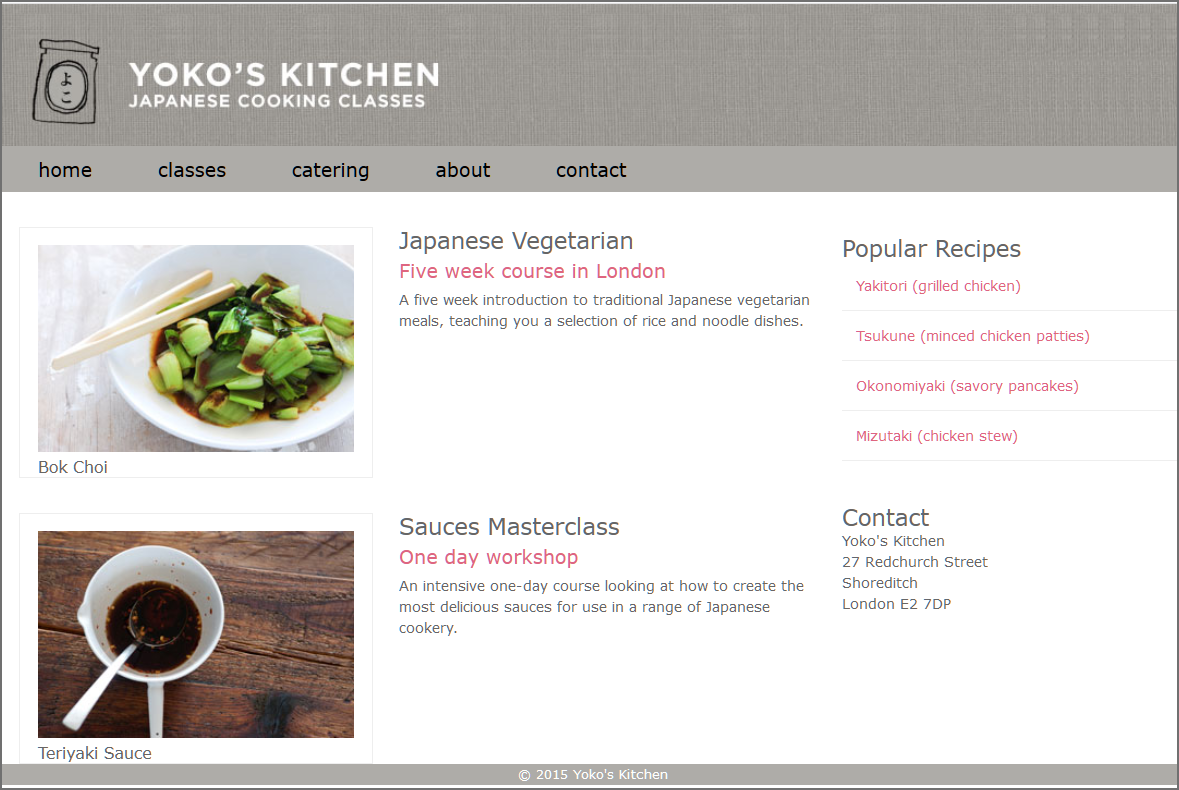 よこ
YOKO'S KITCHEN
JAPANESE COOKING CLASSES
home classes catering about contact
Bok Choi
Japanese Vegetarian
Five week course in London
A five week introduction to traditional Japanese vegetarian
meals, teaching you a selection of rice and noodle dishes.
Teriyaki Sauce
Sauces Masterclass
One day workshop
An intensive one-day course looking at how to create the
most delicious sauces for use in a range of Japanese
cookery.
Popular Recipes
Yakitori (grilled chicken)
Tsukune (minced chicken patties)
Okonomiyaki (savory pancakes)
Mizutaki (chicken stew)
Contact
Yoko's Kitchen
27 Redchurch Street
Shoreditch
London E2 7DP
© 2015 Yoko's Kitchen